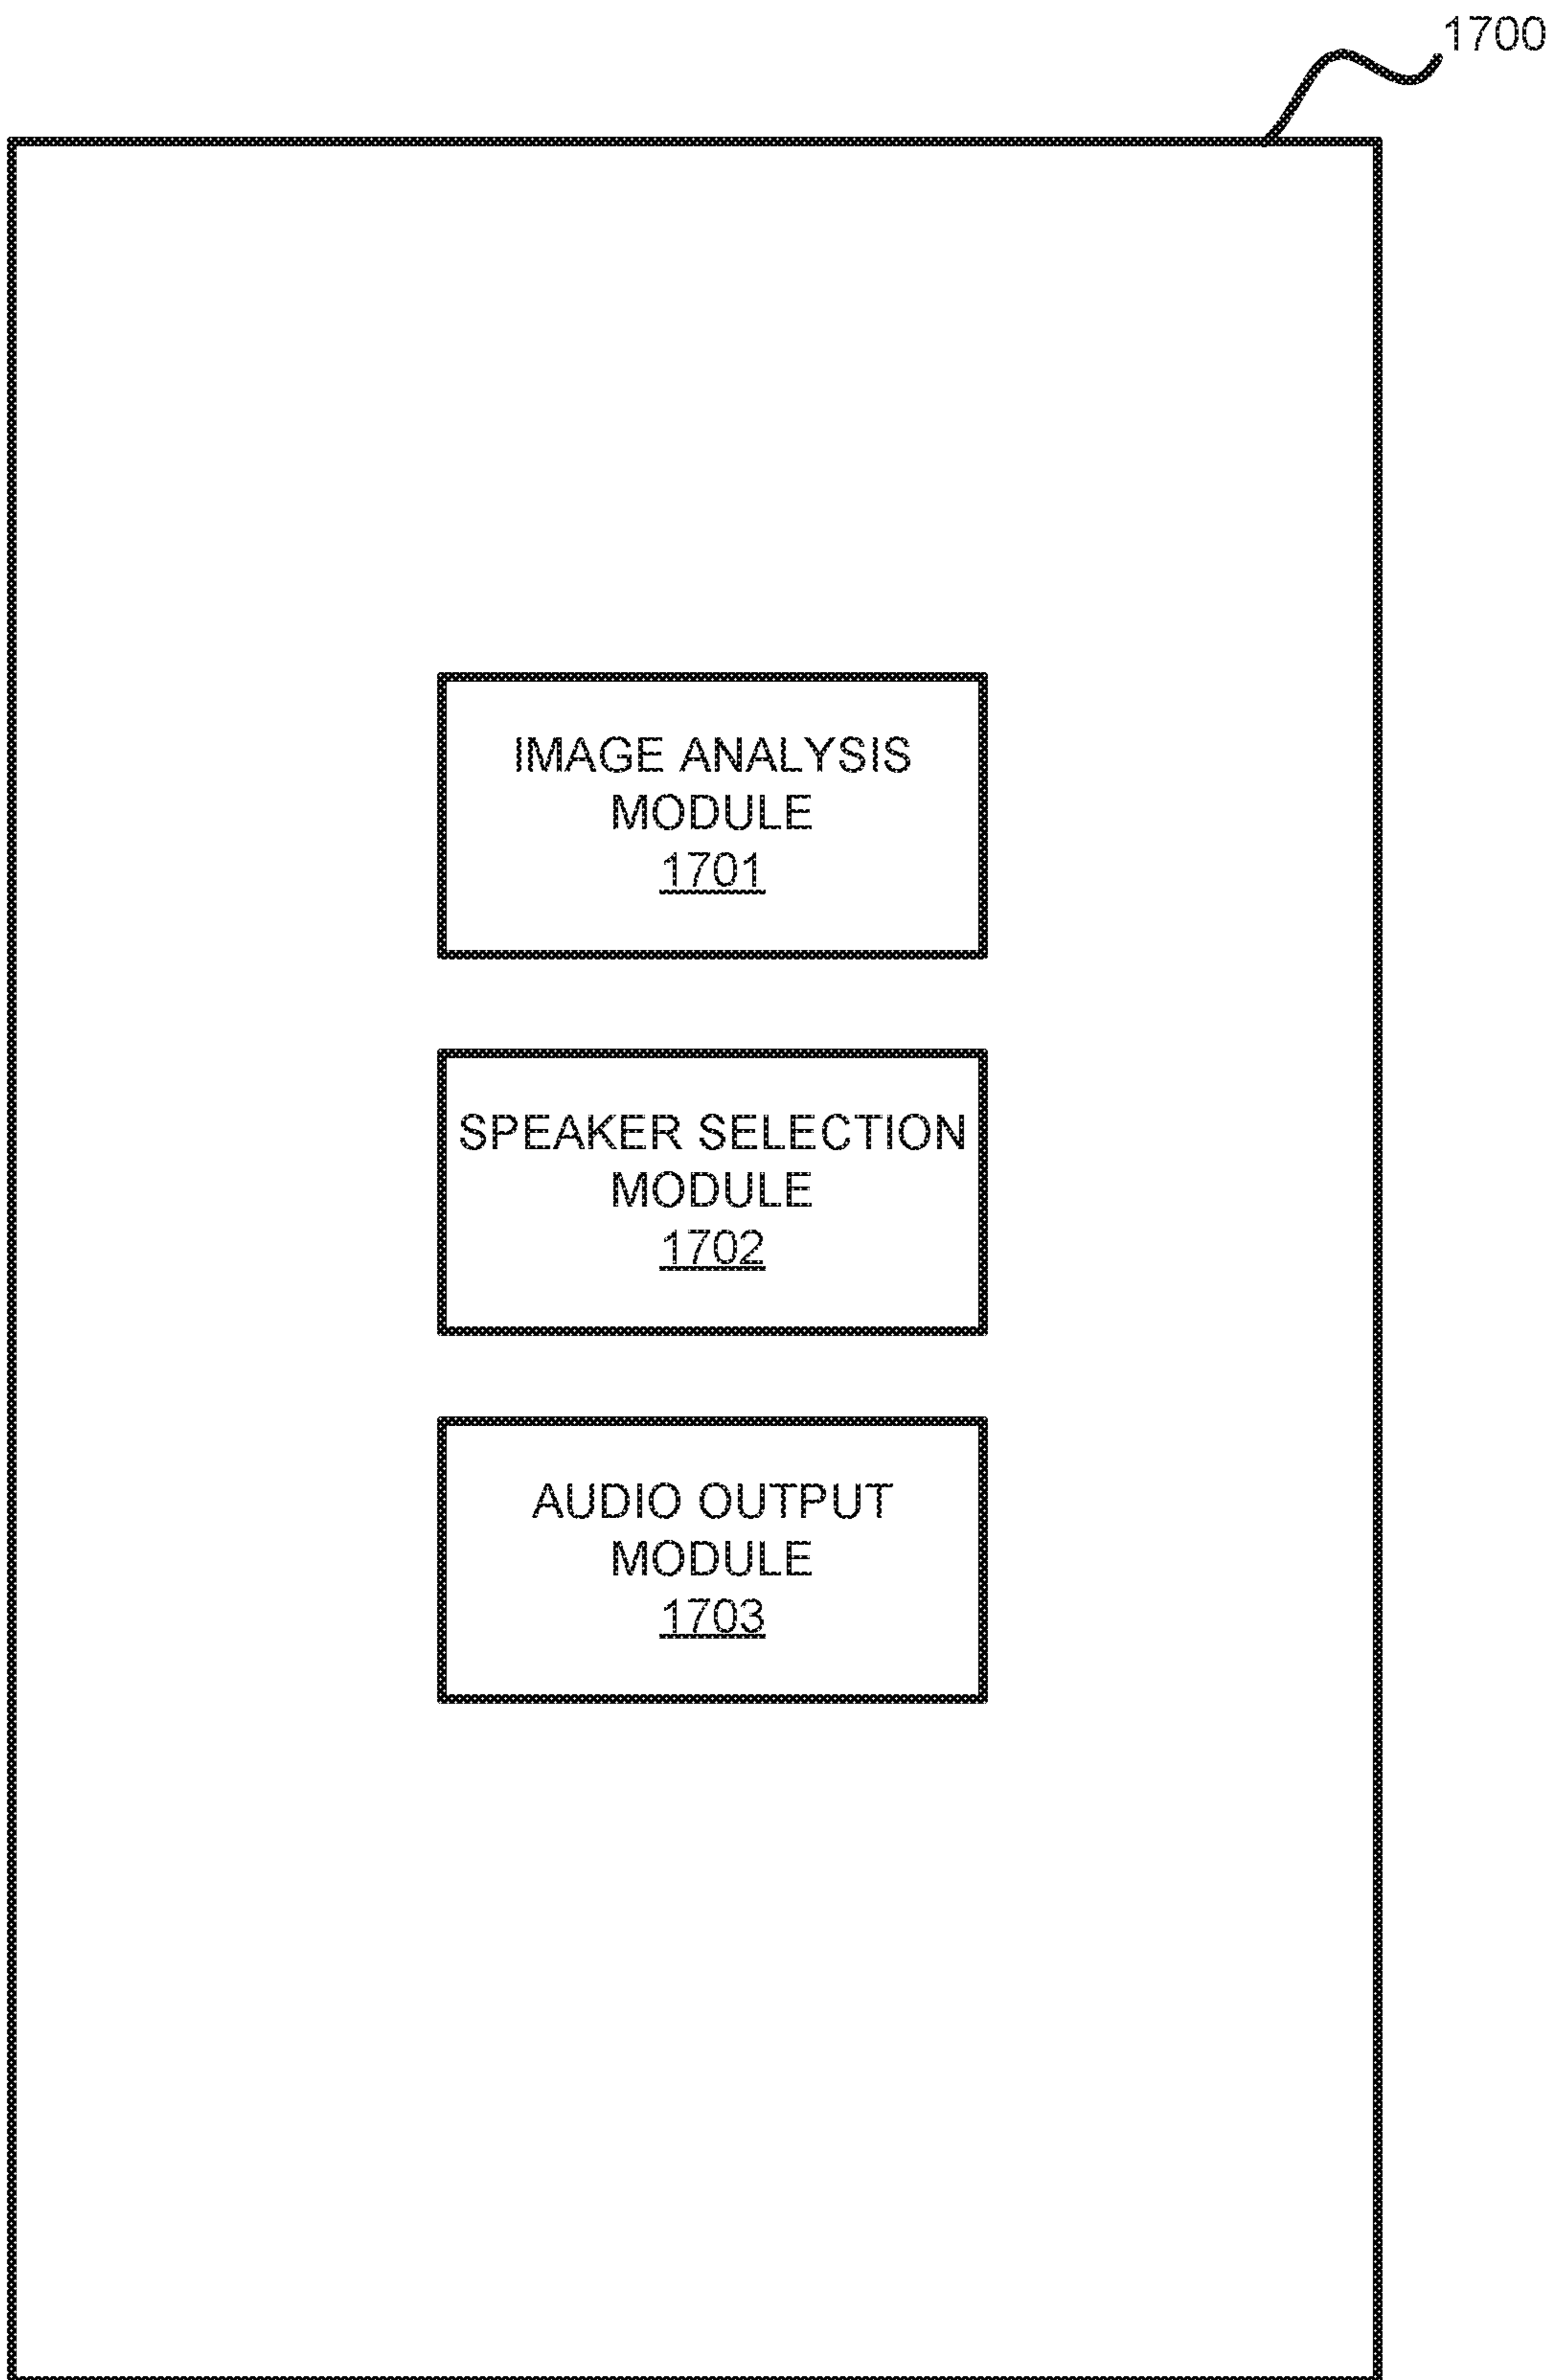 1700
IMAGE ANALYSIS
MODULE
1701
SPEAKER SELECTION
MODULE
1702
AUDIO OUTPUT
MODULE
1703